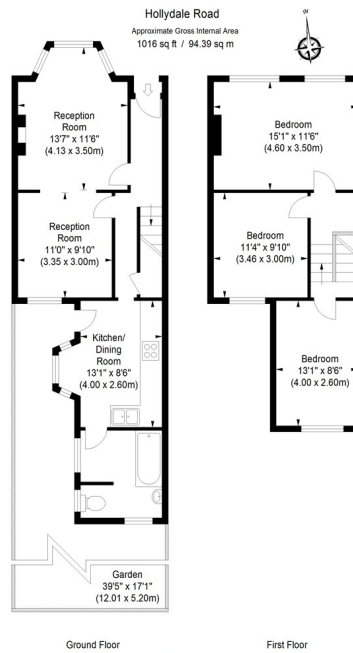 Hollydale Road
Approximate Gross Internal Area
1016 sq ft / 94.39 sq m
N
Reception
Room
13'7" x 11'6"
(4.13 x 3.50m)
Reception
Room
11'0" x 9'10"
(3.35 x 3.00m)
Kitchen/
Dining
Room
13'1" x 8'6"
(4.00 x 2.60m)
Garden
39'5" x 17'1"
(12.01 x 5.20m)
Ground Floor
Bedroom
15'1" x 11'6"
(4.60 x 3.50m)
Bedroom
11'4" x 9'10"
(3.46 x 3.00m)
Bedroom
13'1" x 8'6"
(4.00 x 2.60m)
First Floor